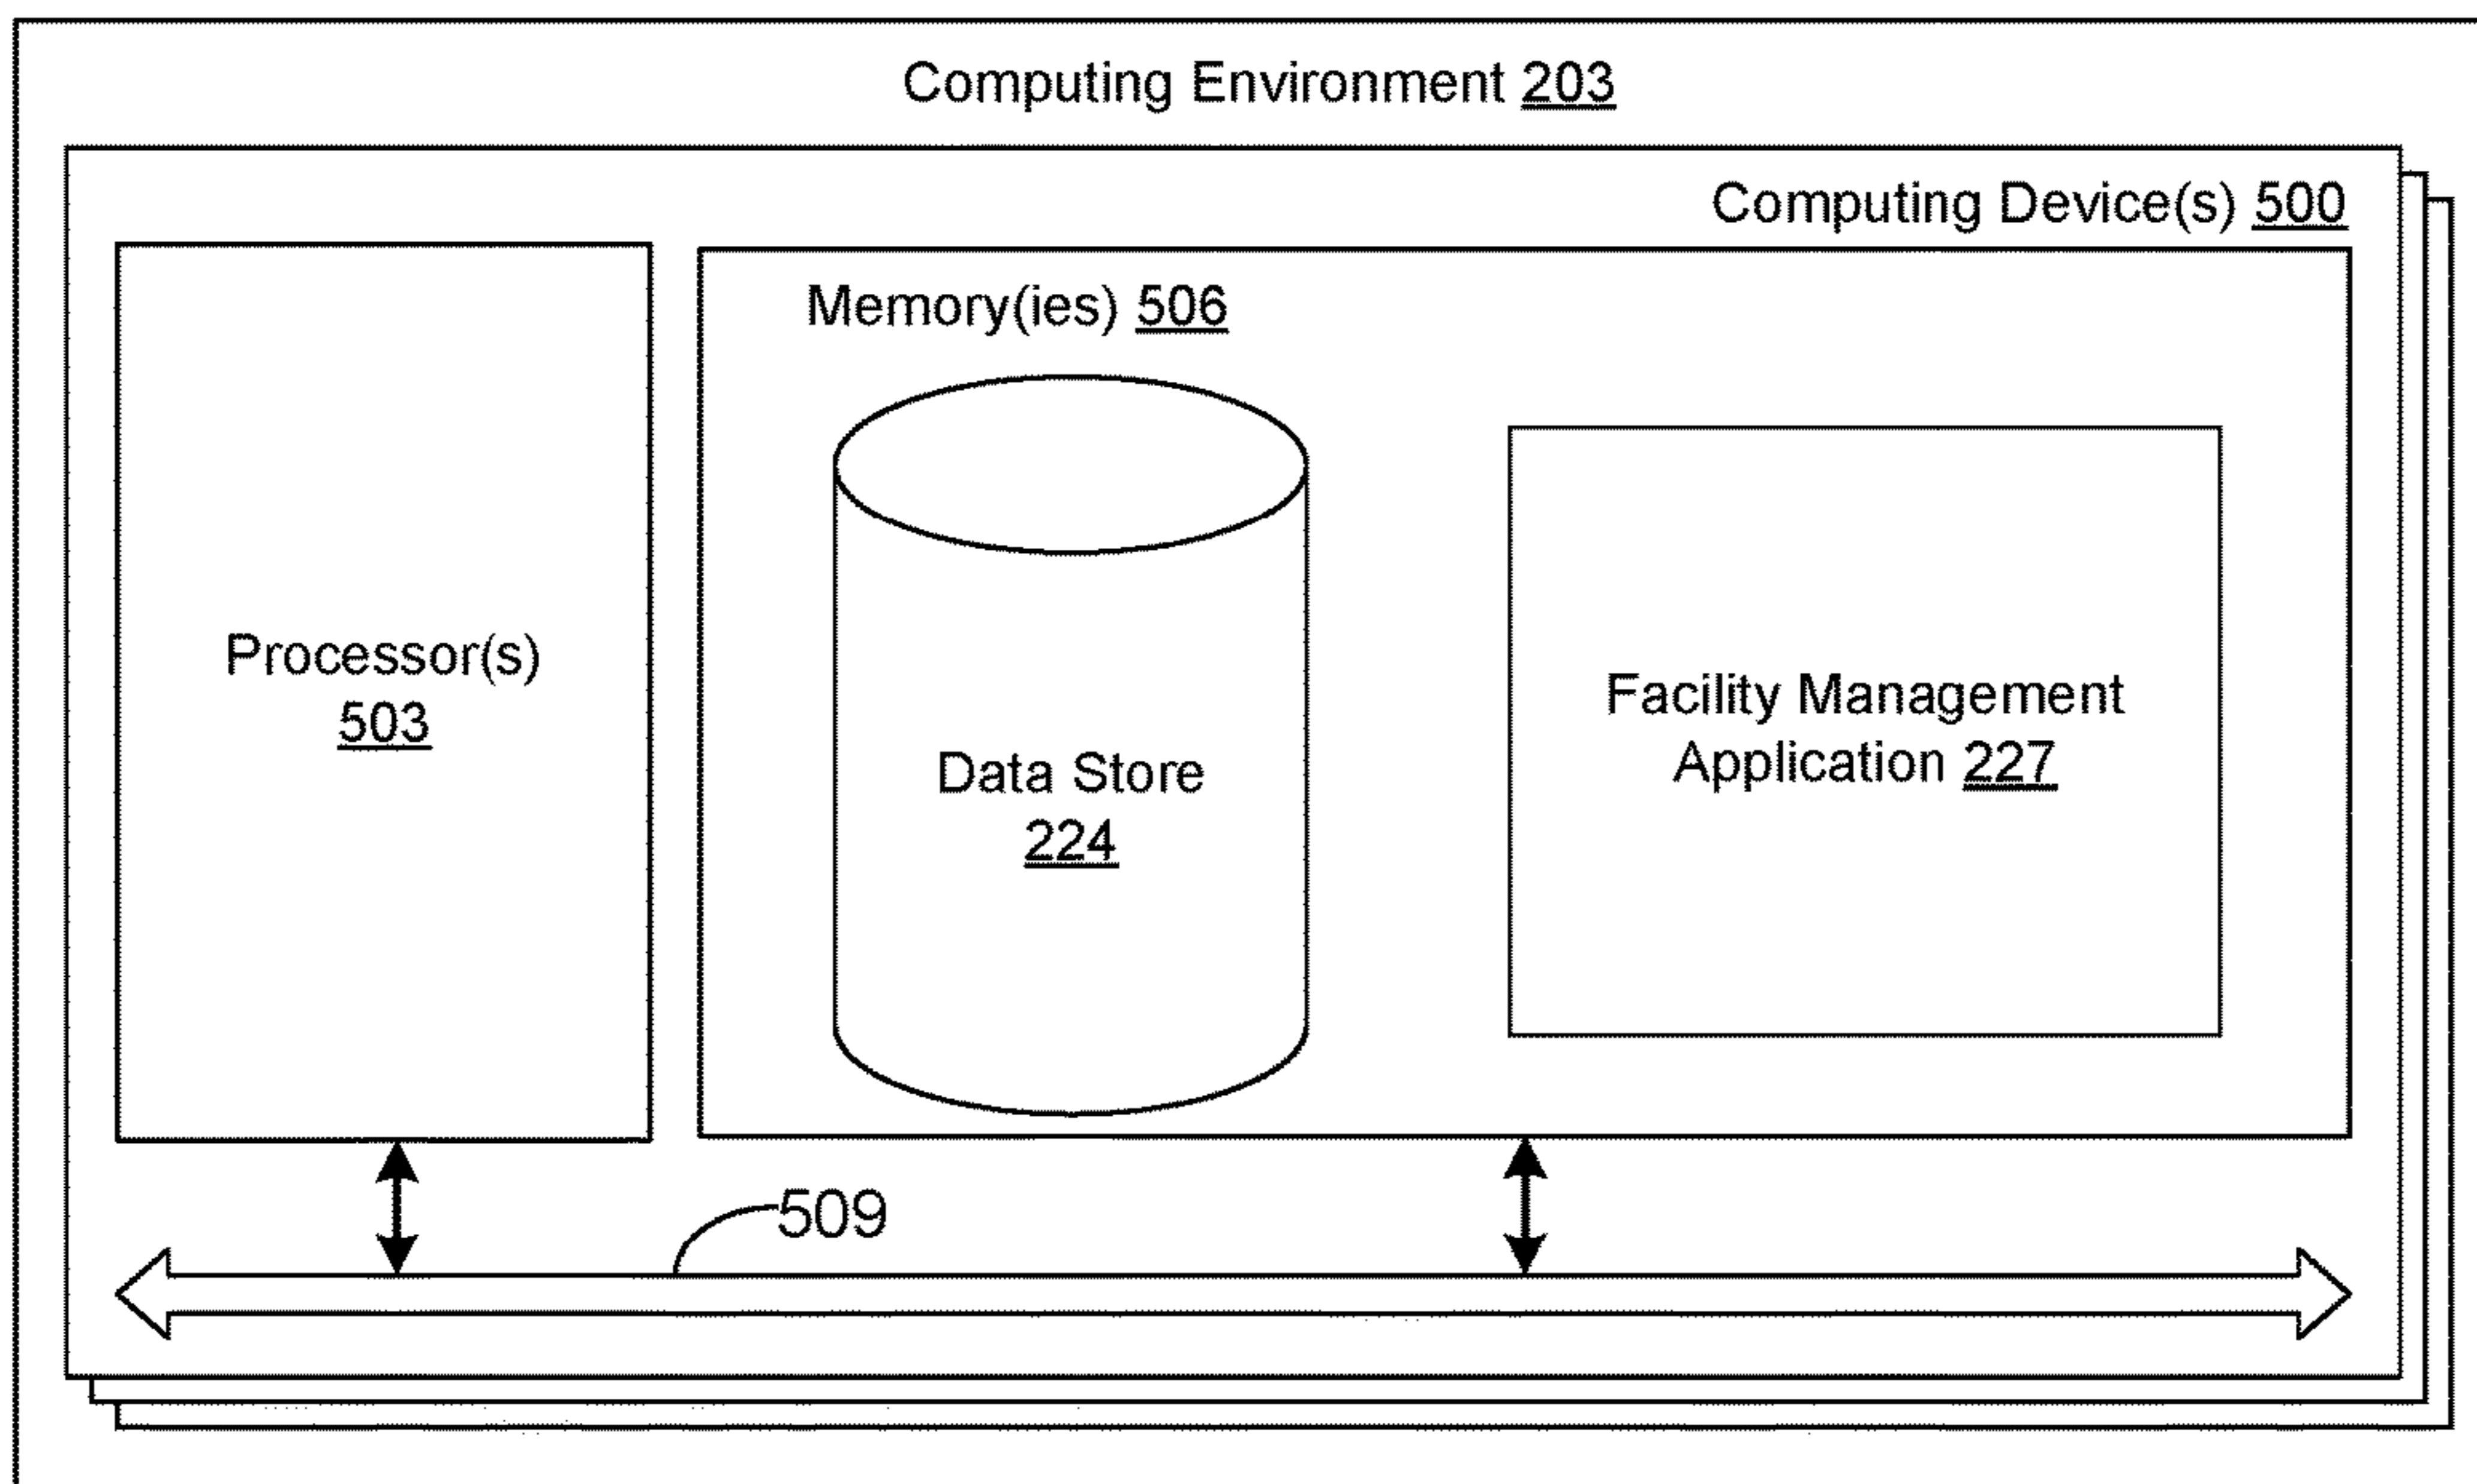 Computing Environment 203
Computing Device(s) 500
Memory(ies) 506
Processor(s)
503
Data Store
224
Facility Management
Application 227
509